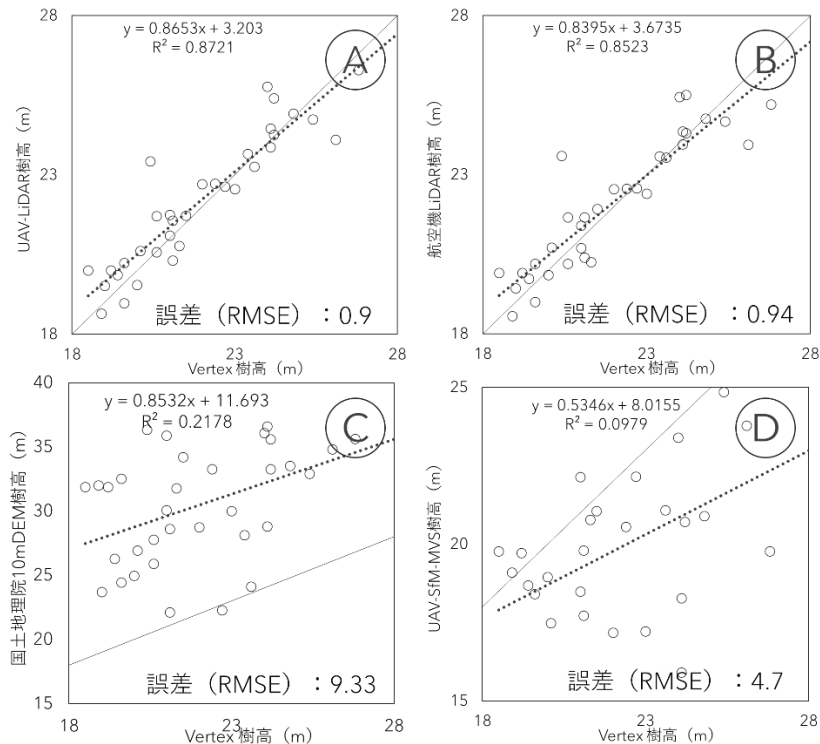 y = 0.8653x + 3.203
R² = 0.8721
A
28
23
18
UAV-LiDAR樹高（m）
誤差（RMSE）：0.9
18
23
28
Vertex 樹高（m）
y = 0.8395x + 3.6735
R² = 0.8523
B
28
23
18
航空機LiDAR樹高（m）
誤差（RMSE）：0.94
18
23
28
Vertex 樹高（m）
y = 0.8532x + 11.693
R² = 0.2178
C
40
35
30
25
20
15
国土地理院10mDEM樹高（m）
誤差（RMSE）：9.33
18
23
28
Vertex 樹高（m）
y = 0.5346x + 8.0155
R² = 0.0979
D
25
20
15
UAV-SfM-MVS樹高（m）
誤差（RMSE）：4.7
18
23
28
Vertex 樹高（m）